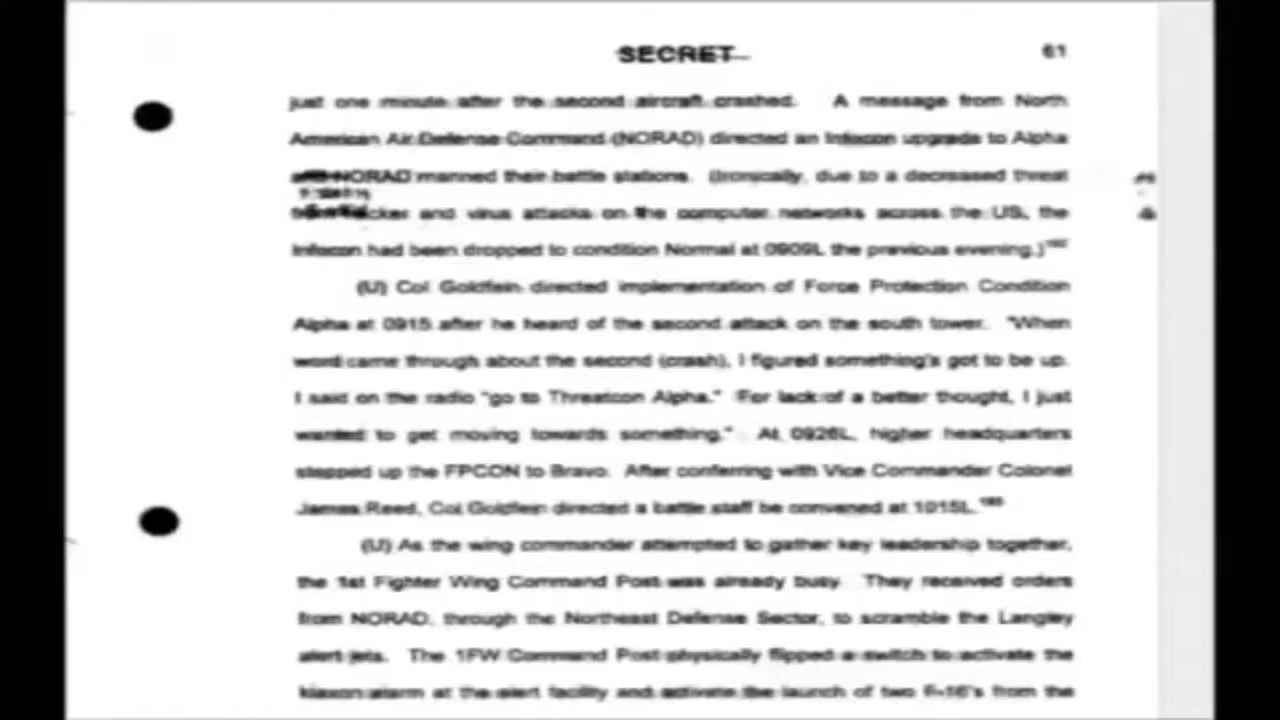 SECRET 61
just one minute after the second aircraft crashed. A message from North
American Air Defense Command (NORAD) directed an Infocon upgrade to Alpha
NORAD manned their battle stations. (Ironically, due to a decreased threat
and virus attacks on the computer networks across the US, the
Infocon had been dropped to condition Normal at 0909L the previous evening.)
(U) Col Goldfein directed implementation of Force Protection Condition
Alpha at 0915 after he heard of the second attack on the south tower. "When
word came through about the second (crash), I figured something's got to be up.
I said on the radio "go to Threatcon Alpha." For lack of a better thought, I just
wanted to get moving towards something." At 0926L, higher headquarters
stepped up the FPCON to Bravo. After conferring with Vice Commander Colonel
James Reed, Col Goldfein directed a battle staff be convened at 1015L.
(U) As the wing commander attempted to gather key leadership together,
the 1st Fighter Wing Command Post was already busy. They received orders
from NORAD, through the Northeast Defense Sector, to scramble the Langley
alert jets. The 1FW Command Post physically flipped a switch to activate the
klaxon alarm at the alert facility and activate the launch of two F-16's from the